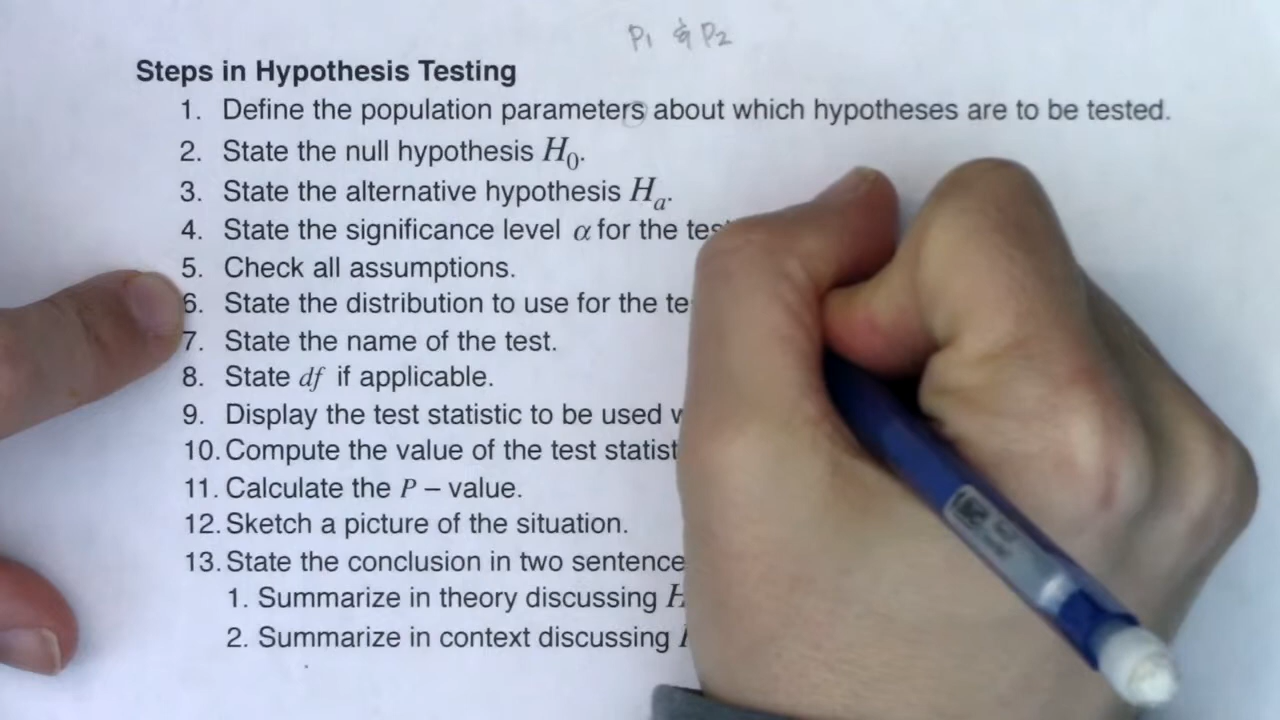 P1 & P2
Steps in Hypothesis Testing
1. Define the population parameters about which hypotheses are to be tested.
2. State the null hypothesis H0.
3. State the alternative hypothesis Ha.
4. State the significance level α for the
5. Check all assumptions.
6. State the distribution to use for the
7. State the name of the test.
8. State df if applicable.
9. Display the test statistic to be used
10. Compute the value of the test
11. Calculate the P – value.
12. Sketch a picture of the situation.
13. State the conclusion in two
1. Summarize in theory discussing
2. Summarize in context discussing